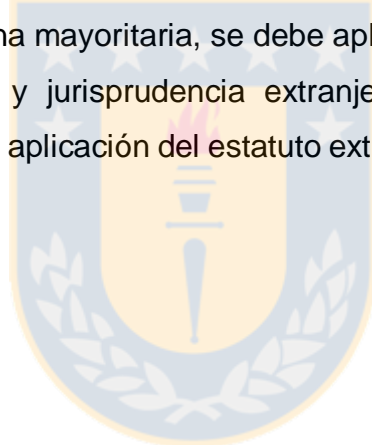 na mayoritaria, se debe apl
y jurisprudencia extranje
aplicación del estatuto ext